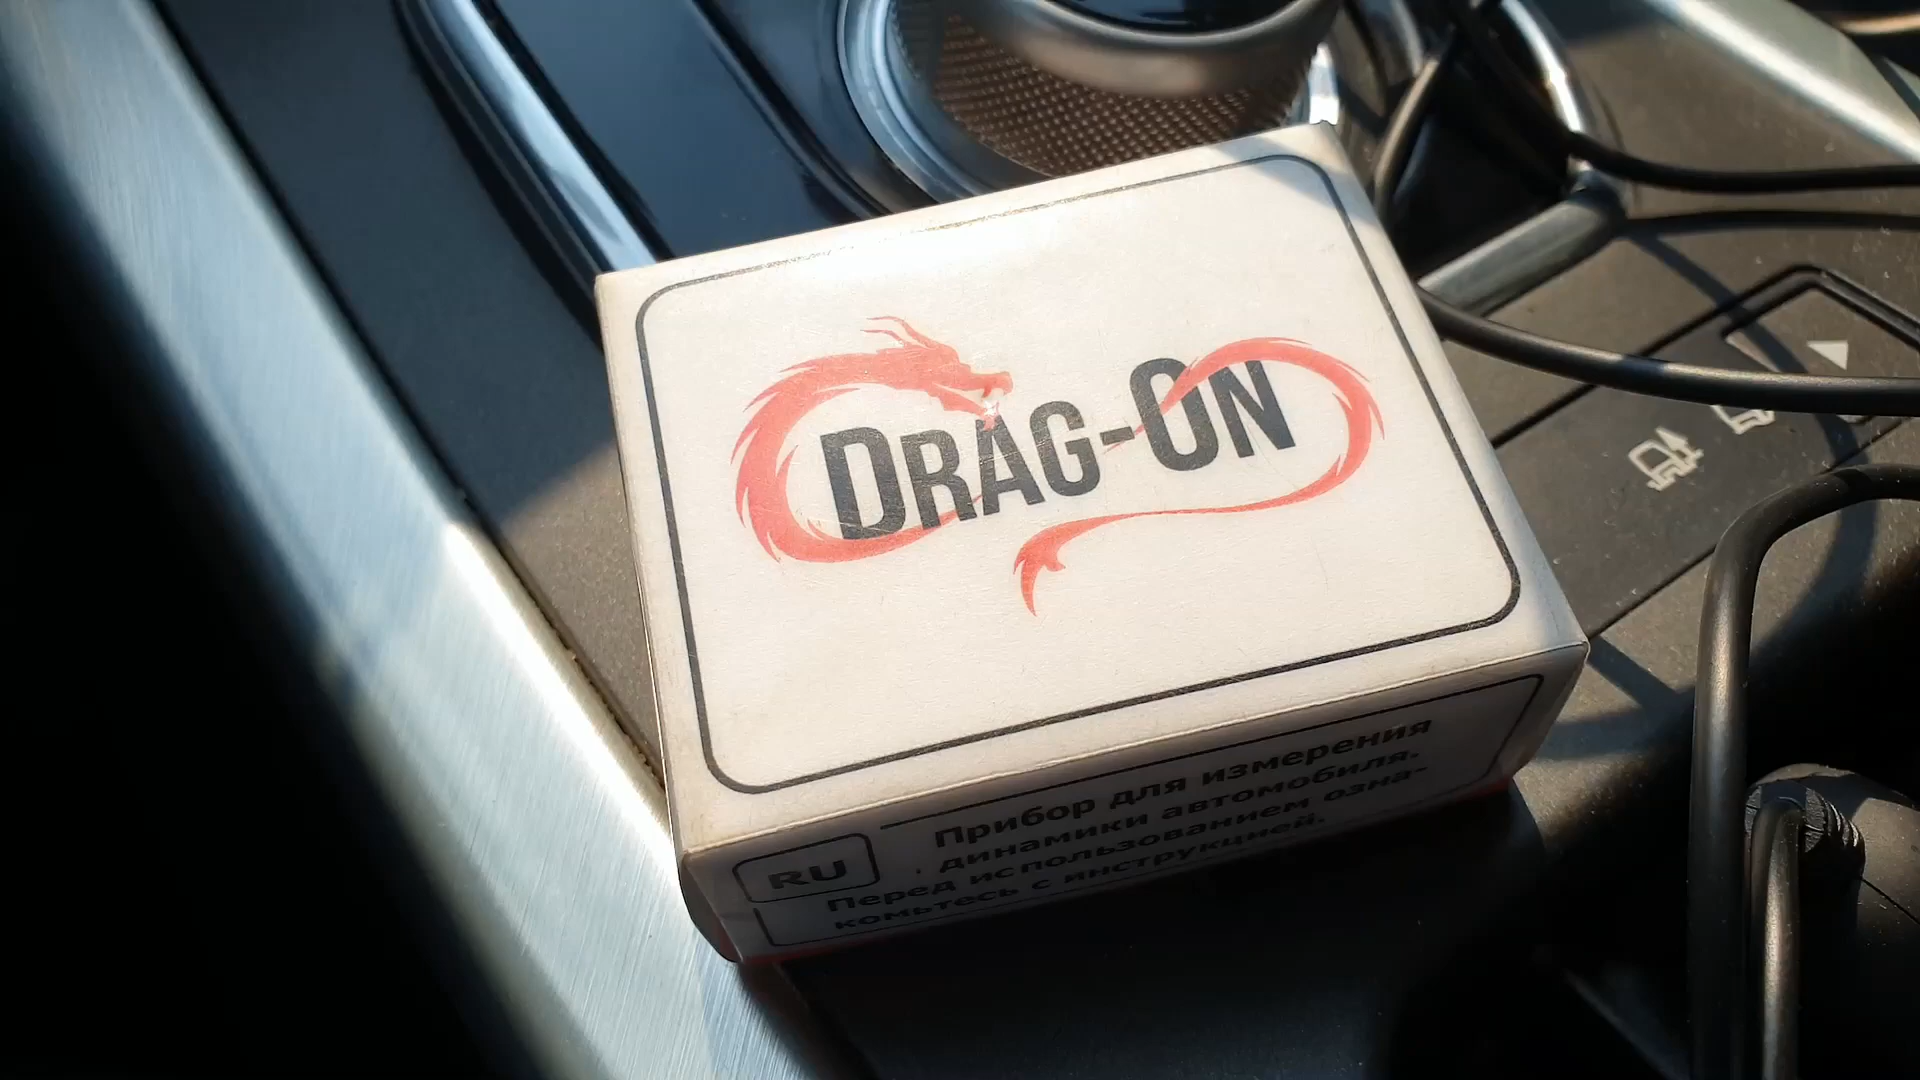 DRAG-ON
RU
Прибор для измерения
динамики автомобиля.
Перед использованием озна-
комьтесь с инструкцией.